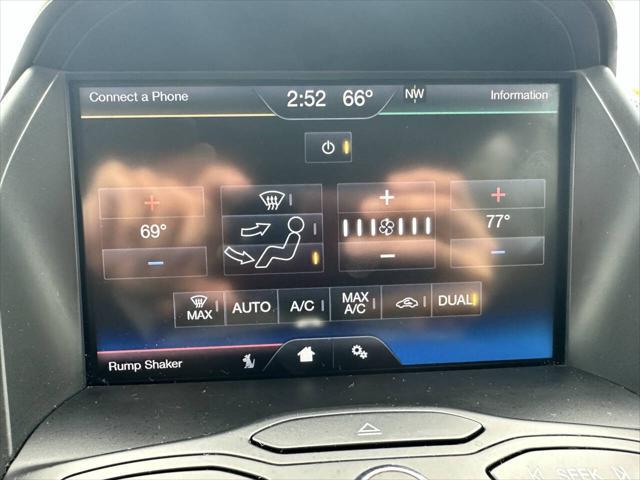 Connect a Phone
2:52 66°
NW
Information
69°
77°
MAX
AUTO
A/C
MAX A/C
DUAL
Rump Shaker
SEEK